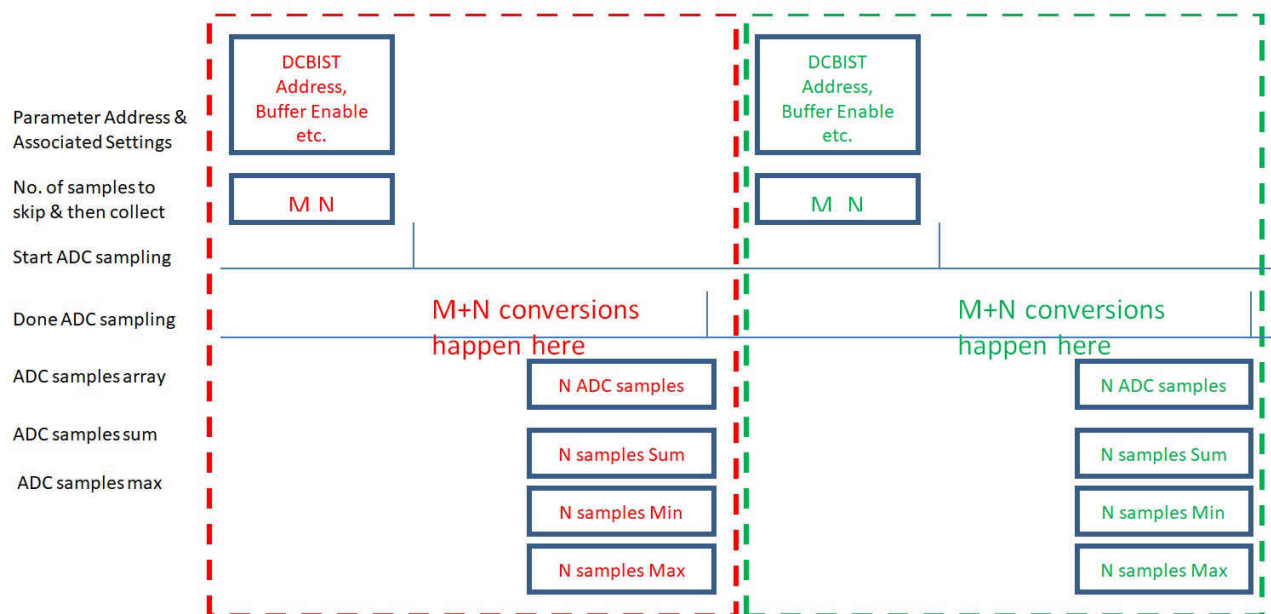 DCBIST
Address,
Buffer Enable
etc.
DCBIST
Address,
Buffer Enable
etc.
Parameter Address &
Associated Settings
No. of samples to
skip & then collect
M N
M N
Start ADC sampling
Done ADC sampling
M+N conversions
happen here
M+N conversions
happen here
ADC samples array
N ADC samples
N ADC samples
ADC samples sum
N samples Sum
N samples Sum
ADC samples max
N samples Min
N samples Min
N samples Max
N samples Max